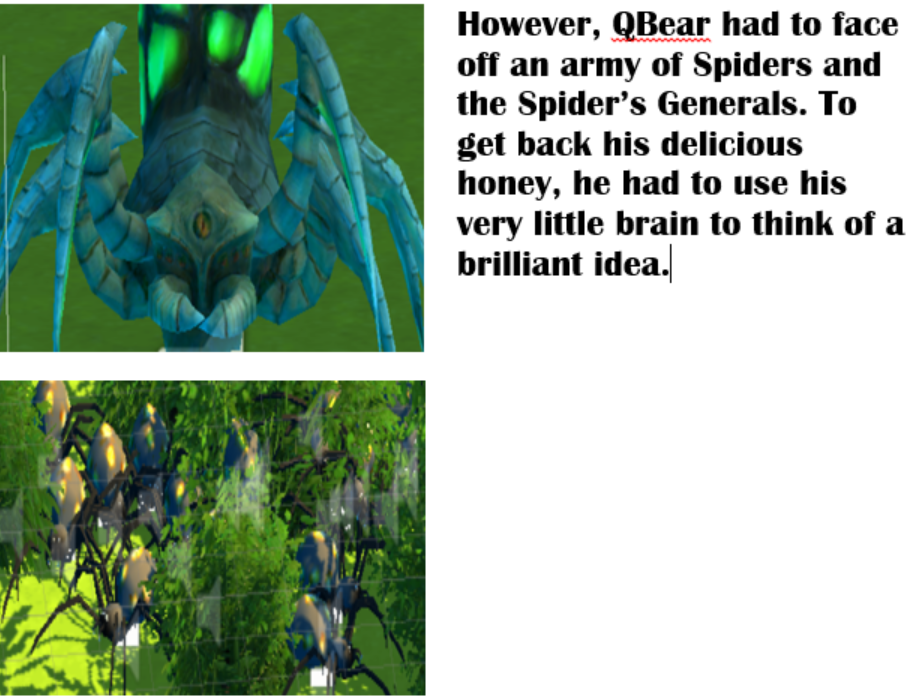 However, QBear had to face
off an army of Spiders and
the Spider's Generals. To
get back his delicious
honey, he had to use his
very little brain to think of a
brilliant idea.